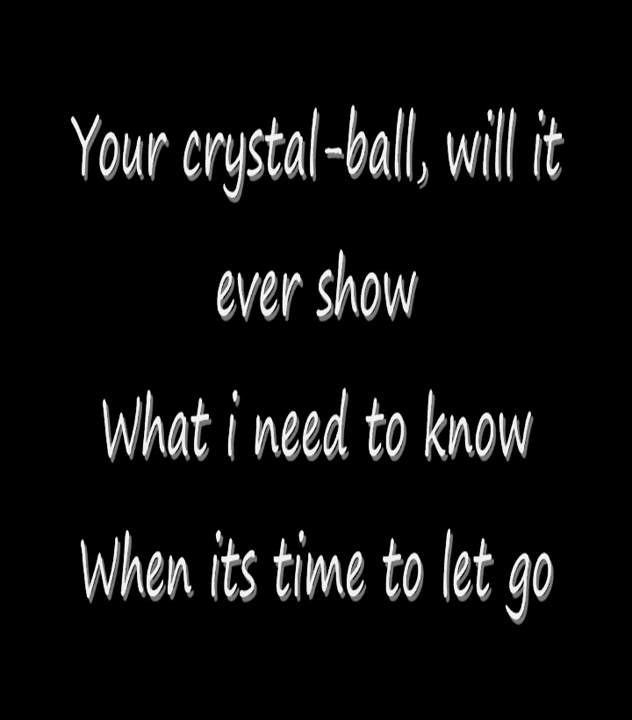 Your crystal-ball, will it
ever show
What i need to know
When its time to let go